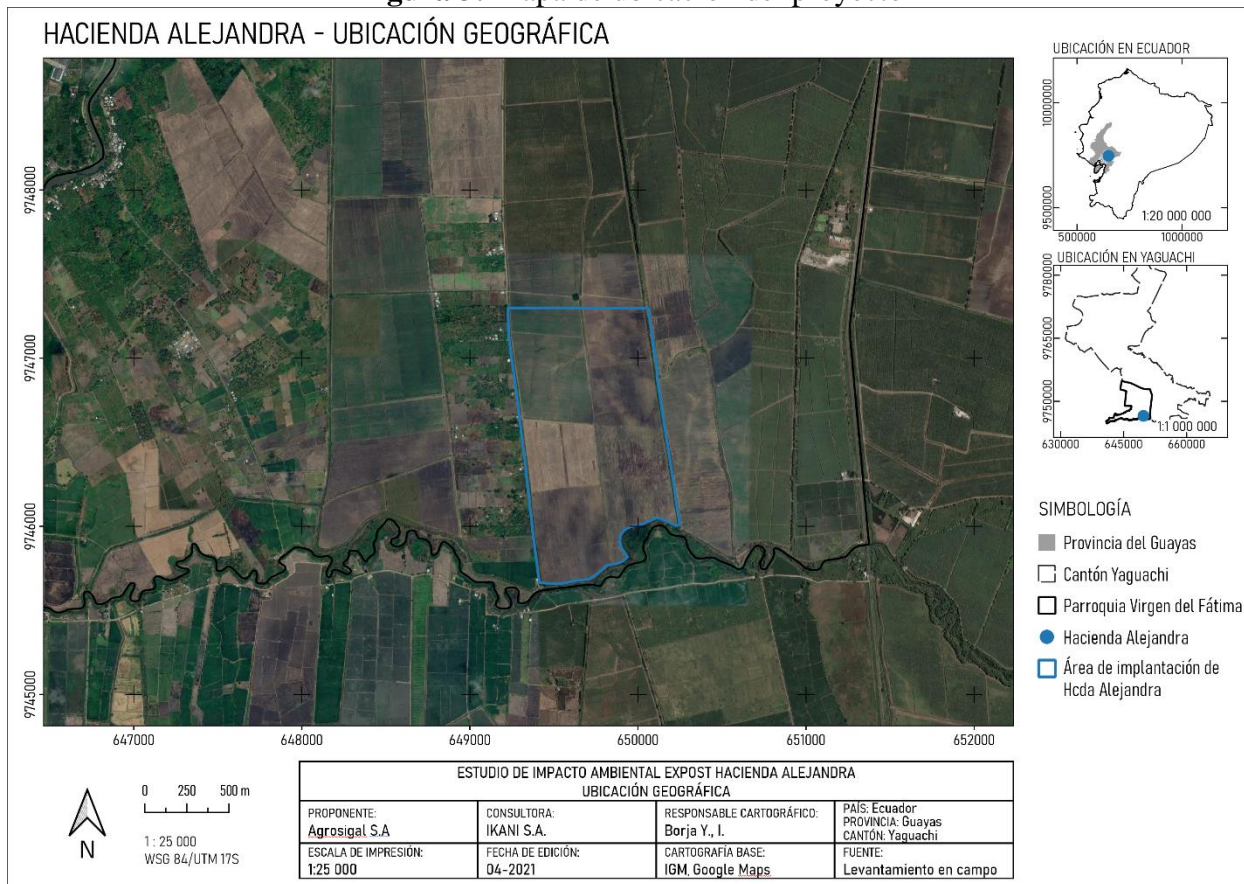 HACIENDA ALEJANDRA - UBICACIÓN GEOGRÁFICA
9748000
9747000
9746000
9745000
647000
648000
649000
650000
651000
652000
UBICACIÓN EN ECUADOR
10000000
9500000
1:20 000 000
500000
1000000
UBICACIÓN EN YAGUACHI
9780000
9765000
9750000
1:1 000 000
630000
645000
660000
SIMBOLOGÍA
Provincia del Guayas
Cantón Yaguachi
Parroquia Virgen del Fátima
Hacienda Alejandra
Área de implantación de
Hcda Alejandra
N
0 250 500 m
1 : 25 000
WSG 84/UTM 17S
ESTUDIO DE IMPACTO AMBIENTAL EXPOST HACIENDA ALEJANDRA
UBICACIÓN GEOGRÁFICA
PROPONENTE:
Agrosigal S.A
CONSULTORA:
IKANI S.A.
RESPONSABLE CARTOGRÁFICO:
Borja Y., I.
PAÍS: Ecuador
PROVINCIA: Guayas
CANTÓN: Yaguachi
ESCALA DE IMPRESIÓN:
1:25 000
FECHA DE EDICIÓN:
04-2021
CARTOGRAFÍA BASE:
IGM, Google Maps
FUENTE:
Levantamiento en campo